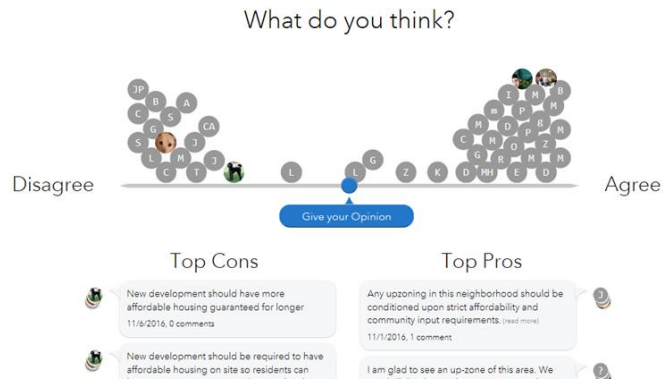 What do you think?
JP
B
A
C
S
G
CA
S
J
L
M
J
C
T
L
L
G
Z
K
I
M
B
m
P
M
M
D
P
g
M
C
M
O
Z
G
R
M
M
D
MH
E
D
Disagree
Agree
Give your Opinion
Top Cons
Top Pros
New development should have more
affordable housing guaranteed for longer
11/6/2016, 0 comments
New development should be required to have
affordable housing on site so residents can
Any upzoning in this neighborhood should be
conditioned upon strict affordability and
community input requirements. (read more)
11/1/2016, 1 comment
J
I am glad to see an up-zone of this area. We
?